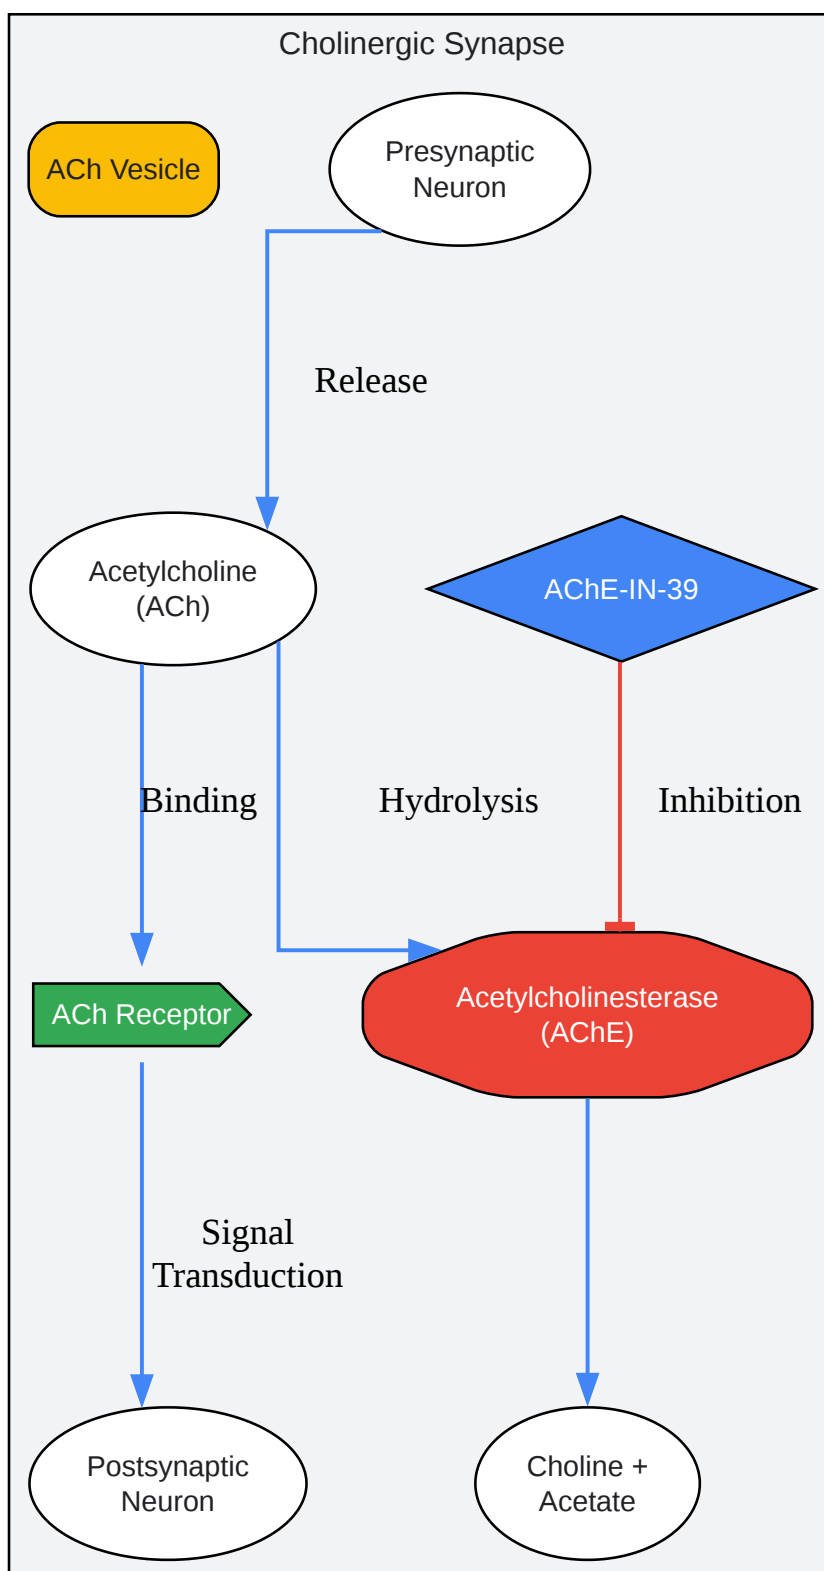 Cholinergic Synapse
ACh Vesicle
Presynaptic
Neuron
Release
Acetylcholine
(ACh)
AChE-IN-39
Binding
Hydrolysis
Inhibition
ACh Receptor
Acetylcholinesterase
(AChE)
Signal
Transduction
Postsynaptic
Neuron
Choline +
Acetate